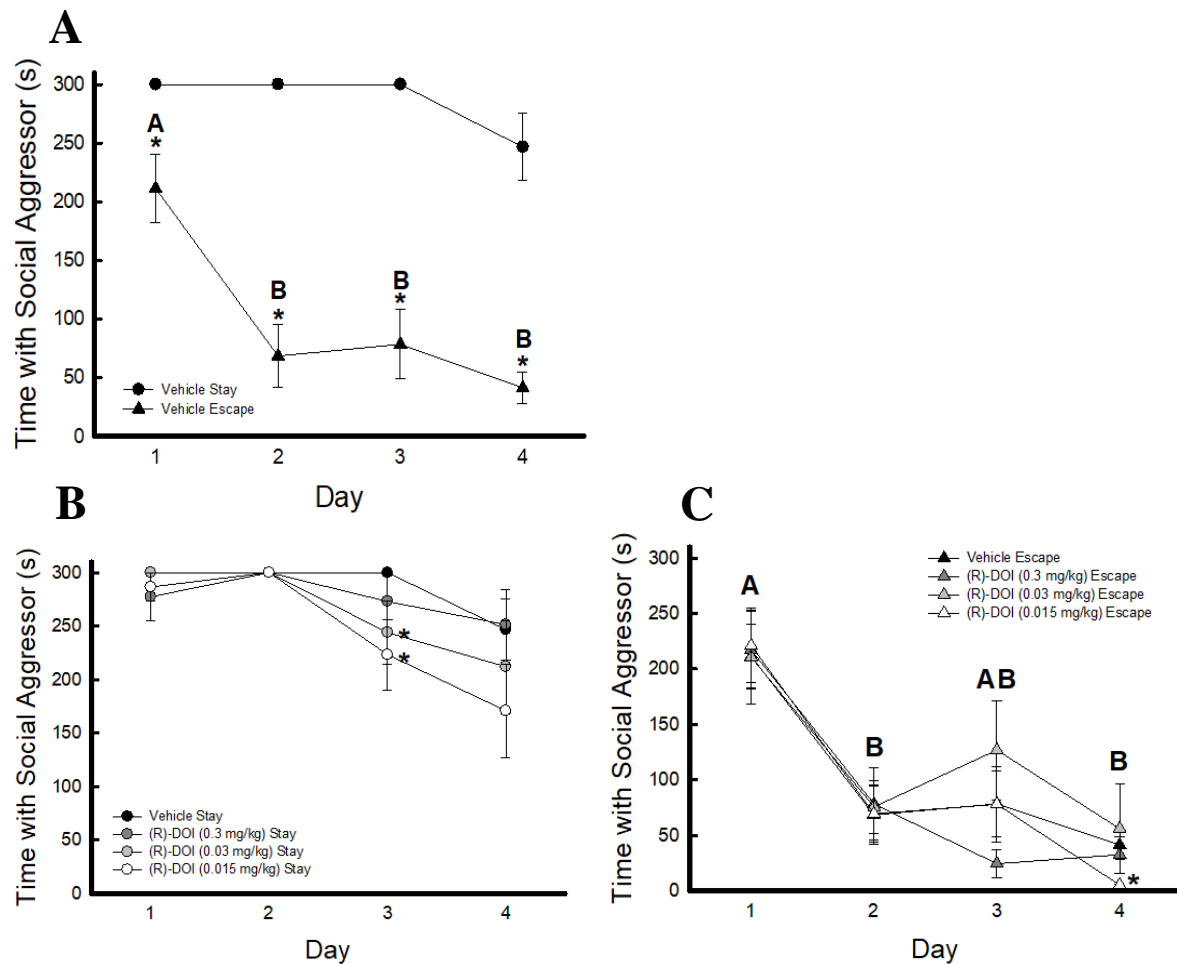 A
Time with Social Aggressor (s)
300
250
200
150
100
50
0
A
*
B
*
B
*
B
*
Vehicle Stay
Vehicle Escape
1 2 3 4
Day
B
Time with Social Aggressor (s)
300
250
200
150
100
50
0
*
*
Vehicle Stay
(R)-DOI (0.3 mg/kg) Stay
(R)-DOI (0.03 mg/kg) Stay
(R)-DOI (0.015 mg/kg) Stay
1 2 3 4
Day
C
Time with Social Aggressor (s)
300
250
200
150
100
50
0
Vehicle Escape
(R)-DOI (0.3 mg/kg) Escape
(R)-DOI (0.03 mg/kg) Escape
(R)-DOI (0.015 mg/kg) Escape
A
B
AB
B
*
1 2 3 4
Day